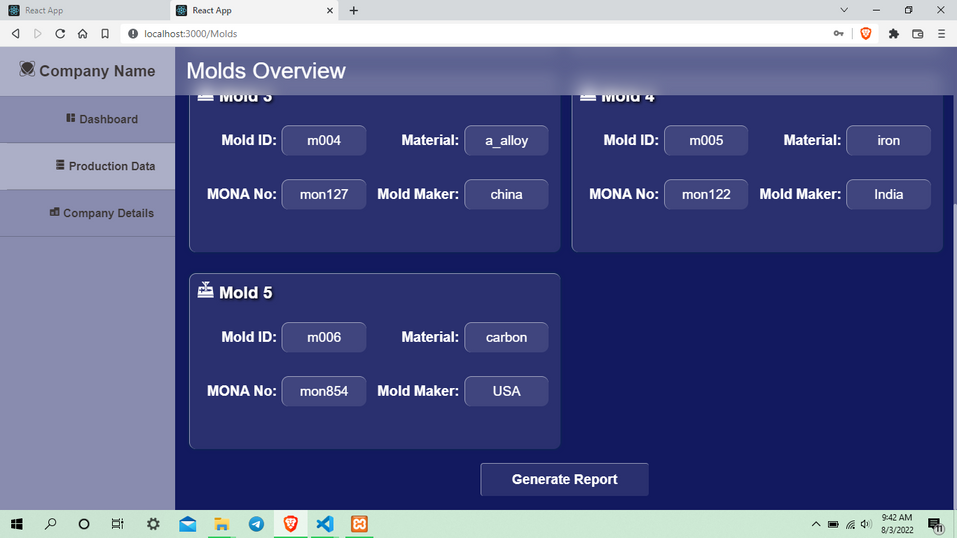 React App
React App
localhost:3000/Molds
Company Name
Molds Overview
Dashboard
Production Data
Company Details
Mold 3
Mold ID: m004 Material: a_alloy
MONA No: mon127 Mold Maker: china
Mold 4
Mold ID: m005 Material: iron
MONA No: mon122 Mold Maker: India
Mold 5
Mold ID: m006 Material: carbon
MONA No: mon854 Mold Maker: USA
Generate Report
9:42 AM
8/3/2022
11